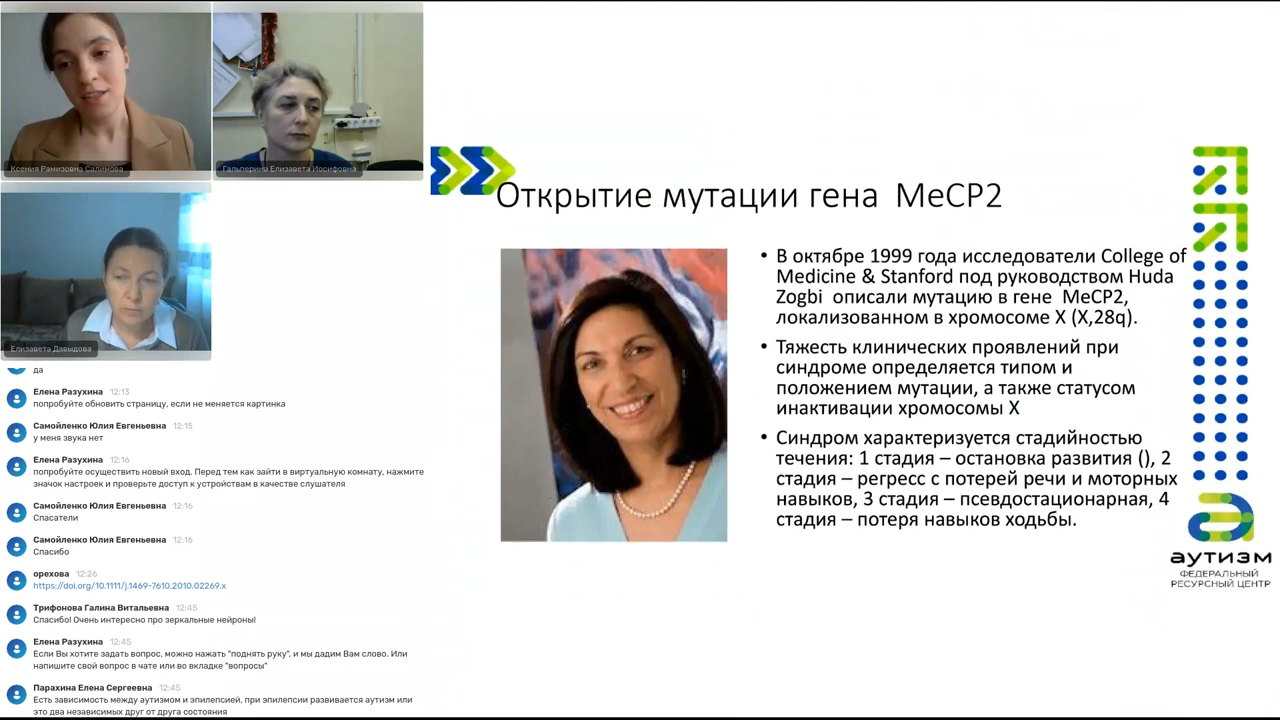 Ксения Рамизовна Салимова
Гальперина Елизавета Иосифовна
Елизавета Давыдова
да
Елена Разухина 12:13
попробуйте обновить страницу, если не меняется картинка
Самойленко Юлия Евгеньевна 12:15
у меня звука нет
Елена Разухина 12:16
попробуйте осуществить новый вход. Перед тем как зайти в виртуальную комнату, нажмите
значок настроек и проверьте доступ к устройствам в качестве слушателя
Самойленко Юлия Евгеньевна 12:16
Спасатели
Самойленко Юлия Евгеньевна 12:16
Спасибо
орехова 12:26
https://doi.org/10.1111/j.1469-7610.2010.02269.x
Трифонова Галина Витальевна 12:45
Спасибо! Очень интересно про зеркальные нейроны!
Елена Разухина 12:45
Если Вы хотите задать вопрос, можно нажать "поднять руку", и мы дадим Вам слово. Или
напишите свой вопрос в чате или во вкладке "вопросы"
Парахина Елена Сергеевна 12:45
Есть зависимость между аутизмом и эпилепсией, при эпилепсии развивается аутизм или
это два независимых друг от друга состояния
Открытие мутации гена MeCP2
• В октябре 1999 года исследователи College of
Medicine & Stanford под руководством Huda
Zogbi описали мутацию в гене MeCP2,
локализованном в хромосоме X (X,28q).
• Тяжесть клинических проявлений при
синдроме определяется типом и
положением мутации, а также статусом
инактивации хромосомы X
• Синдром характеризуется стадийностью
течения: 1 стадия – остановка развития (), 2
стадия – регресс с потерей речи и моторных
навыков, 3 стадия – псевдостационарная, 4
стадия – потеря навыков ходьбы.
аутизм
ФЕДЕРАЛЬНЫЙ
РЕСУРСНЫЙ ЦЕНТР